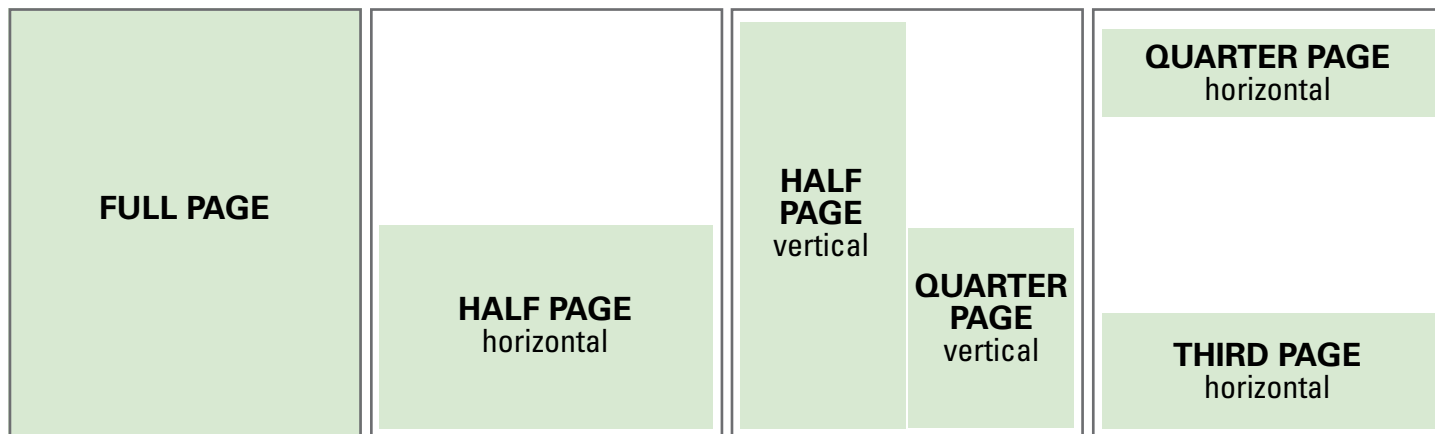 FULL PAGE
HALF PAGE
horizontal
HALF
PAGE
vertical
QUARTER
PAGE
vertical
QUARTER PAGE
horizontal
THIRD PAGE
horizontal